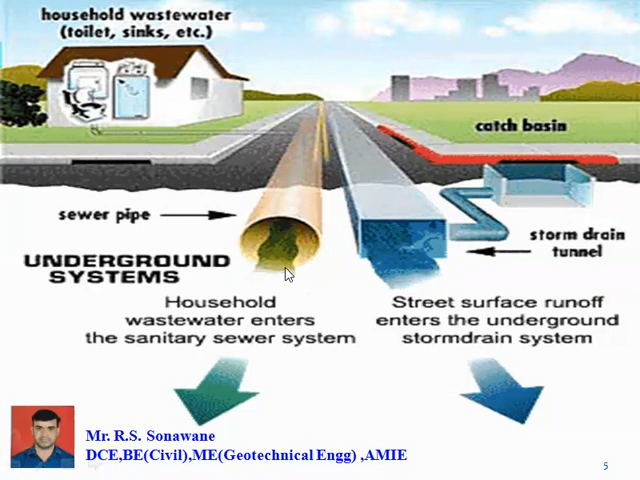 household wastewater
(toilet, sinks, etc.)
catch basin
sewer pipe
storm drain
tunnel
UNDERGROUND
SYSTEMS
Household
wastewater enters
the sanitary sewer system
Street surface runoff
enters the underground
stormdrain system
Mr. R.S. Sonawane
DCE,BE(Civil),ME(Geotechnical Engg) ,AMIE
5